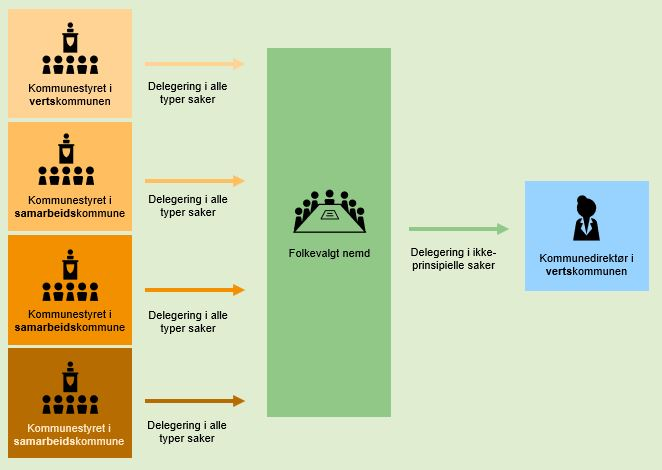 Kommunestyret i
vertskommunen
Delegering i alle
typer saker
Kommunestyret i
samarbeidskommune
Delegering i alle
typer saker
Kommunestyret i
samarbeidskommune
Delegering i alle
typer saker
Kommunestyret i
samarbeidskommune
Delegering i alle
typer saker
Folkevalgt nemd
Delegering i ikke-
prinsipielle saker
Kommunedirektør i
vertskommunen